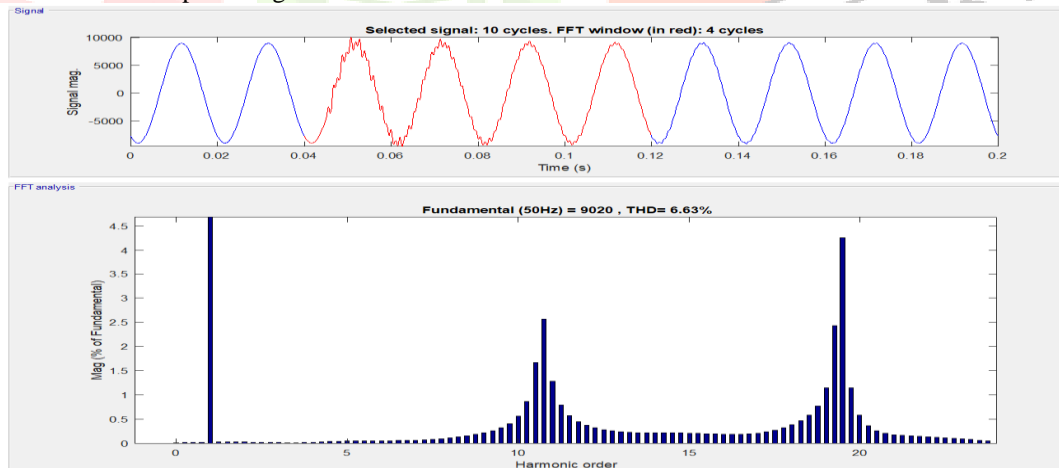 Signal
Selected signal: 10 cycles. FFT window (in red): 4 cycles
Signal mag.
10000
5000
0
-5000
0 0.02 0.04 0.06 0.08 0.1 0.12 0.14 0.16 0.18 0.2
Time (s)
FFT analysis
Fundamental (50Hz) = 9020 , THD= 6.63%
Mag (% of Fundamental)
4.5
4
3.5
3
2.5
2
1.5
1
0.5
0
0 5 10 15 20
Harmonic order